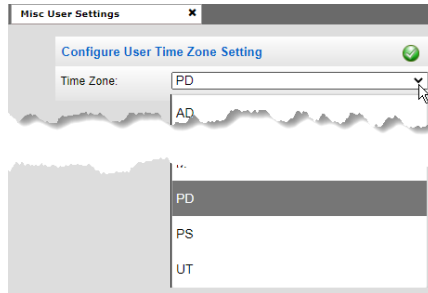 Misc User Settings
Configure User Time Zone Setting
Time Zone: PD
AD
PD
PS
UT